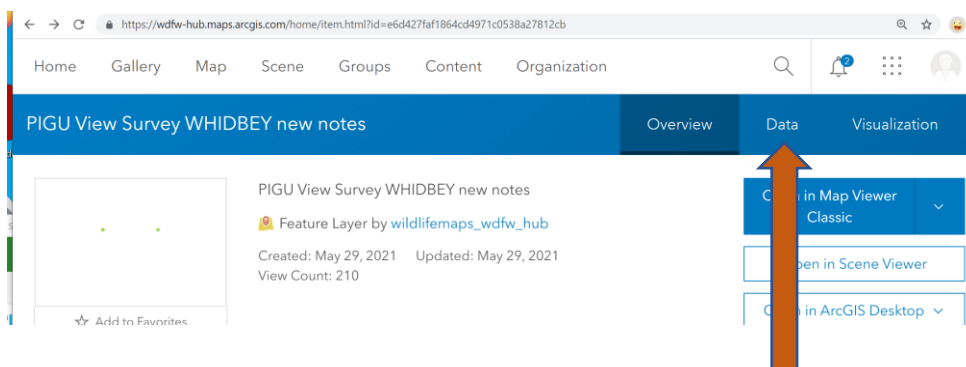 https://wdfw-hub.maps.arcgis.com/home/item.html?id=e6d427faf1864cd4971c0538a27812cb
Home Gallery Map Scene Groups Content Organization 2
PIGU View Survey WHIDBEY new notes Overview Data Visualization
PIGU View Survey WHIDBEY new notes
Feature Layer by wildlifemaps_wdfw_hub
Created: May 29, 2021 Updated: May 29, 2021
View Count: 210
in Map Viewer
Classic
in Scene Viewer
in ArcGIS Desktop
Add to Favorites